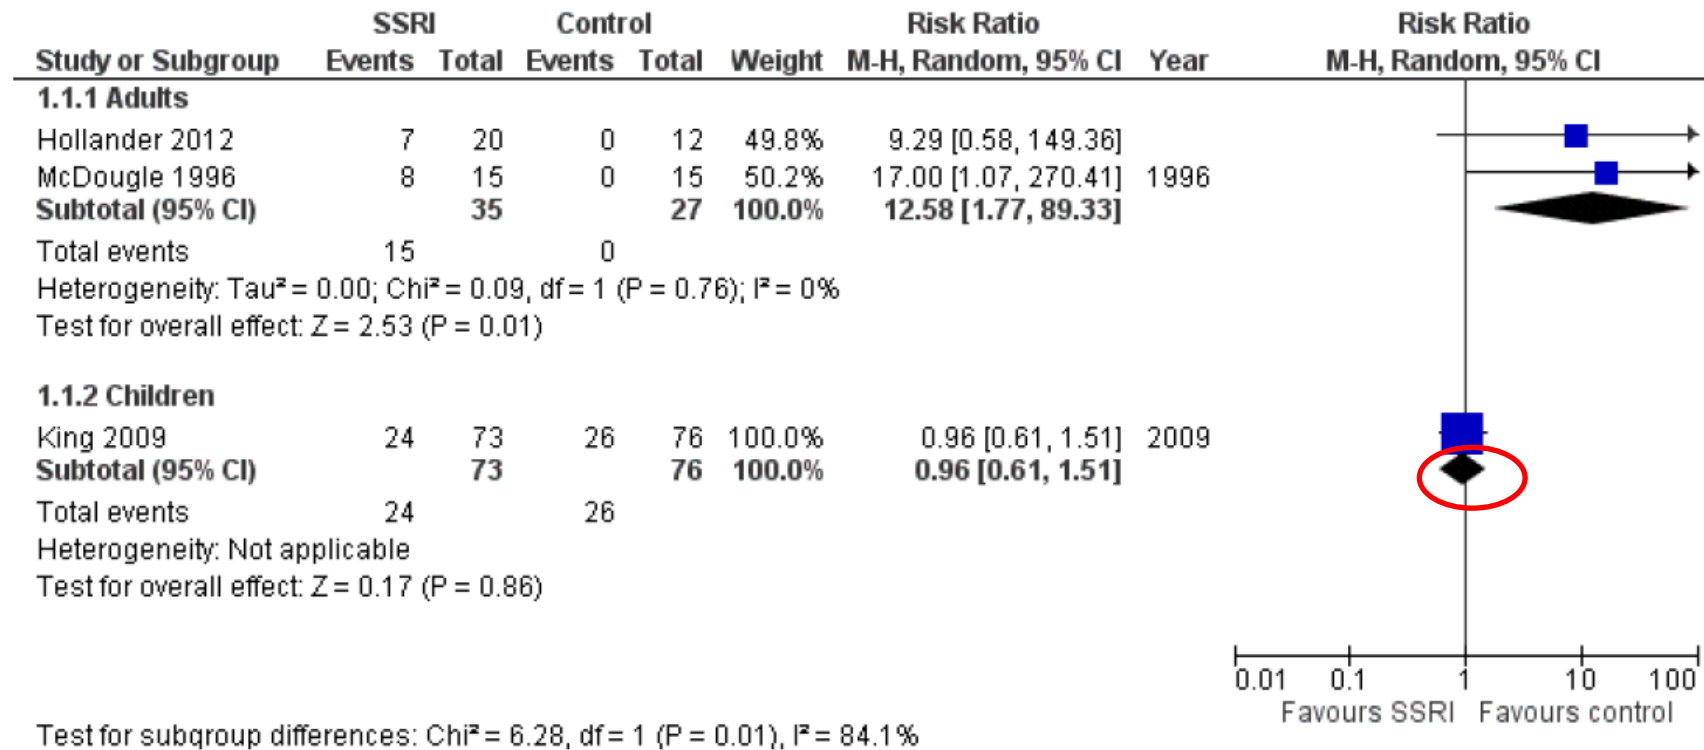 SSRI Control Risk Ratio Risk Ratio
Study or Subgroup Events Total Events Total Weight M-H, Random, 95% CI Year M-H, Random, 95% CI
1.1.1 Adults
Hollander 2012 7 20 0 12 49.8% 9.29 [0.58, 149.36]
McDougle 1996 8 15 0 15 50.2% 17.00 [1.07, 270.41] 1996
Subtotal (95% CI) 35 27 100.0% 12.58 [1.77, 89.33]
Total events 15 0
Heterogeneity: Tau² = 0.00; Chi² = 0.09, df = 1 (P = 0.76); I² = 0%
Test for overall effect: Z = 2.53 (P = 0.01)
1.1.2 Children
King 2009 24 73 26 76 100.0% 0.96 [0.61, 1.51] 2009
Subtotal (95% CI) 73 76 100.0% 0.96 [0.61, 1.51]
Total events 24 26
Heterogeneity: Not applicable
Test for overall effect: Z = 0.17 (P = 0.86)
0.01 0.1 1 10 100
Favours SSRI Favours control
Test for subgroup differences: Chi² = 6.28, df = 1 (P = 0.01), I² = 84.1%